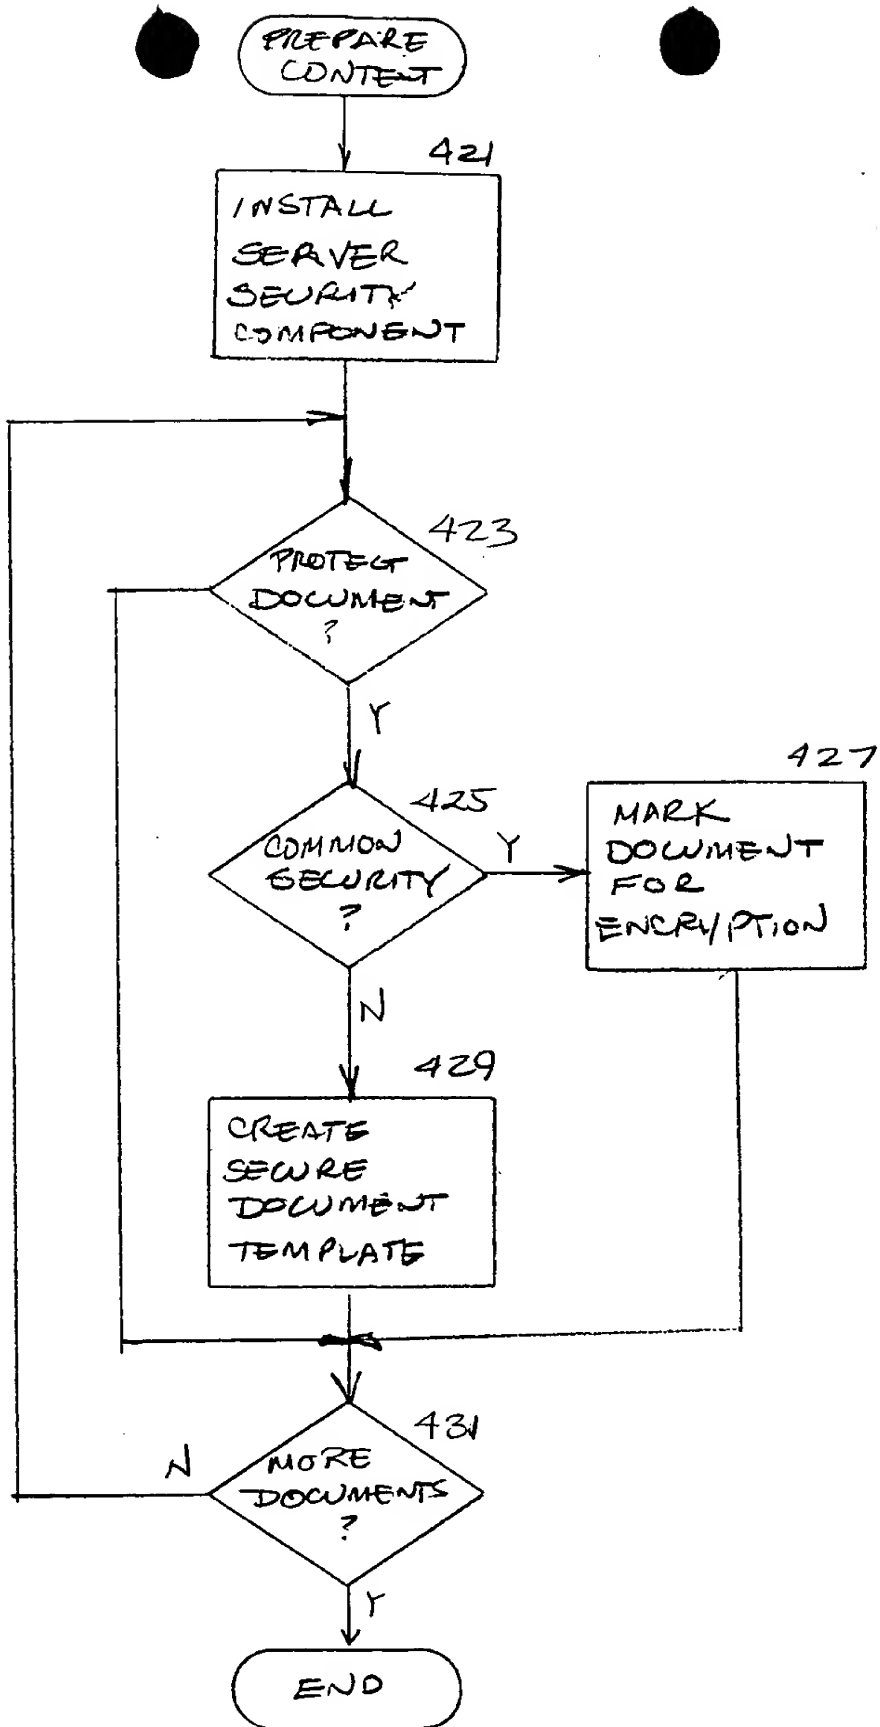 PREPARE
CONTENT
421
INSTALL
SERVER
SECURITY
COMPONENT
423
PROTECT
DOCUMENT
?
Y
425
COMMON
SECURITY
?
Y
427
MARK
DOCUMENT
FOR
ENCRYPTION
N
429
CREATE
SECURE
DOCUMENT
TEMPLATE
431
MORE
DOCUMENTS
?
N
Y
END